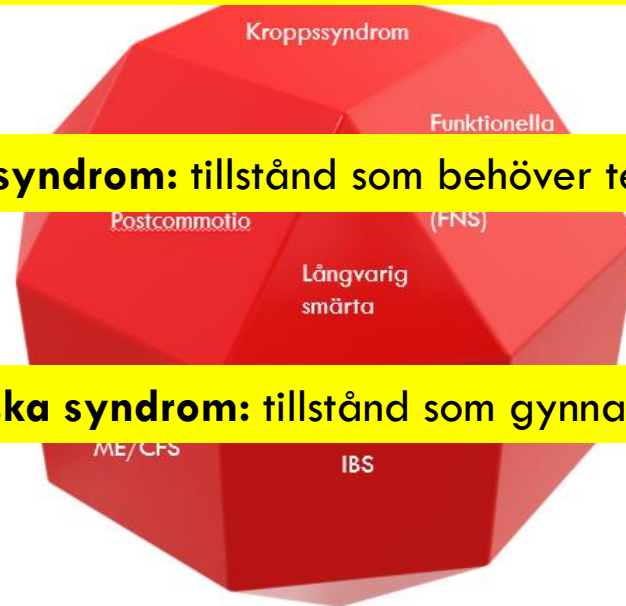 Kroppssyndrom
Funktionella
syndrom: tillstånd som behöver te
Postcommotio
(FNS)
Långvarig
smärta
ka syndrom: tillstånd som gynna
ME/CFS
IBS